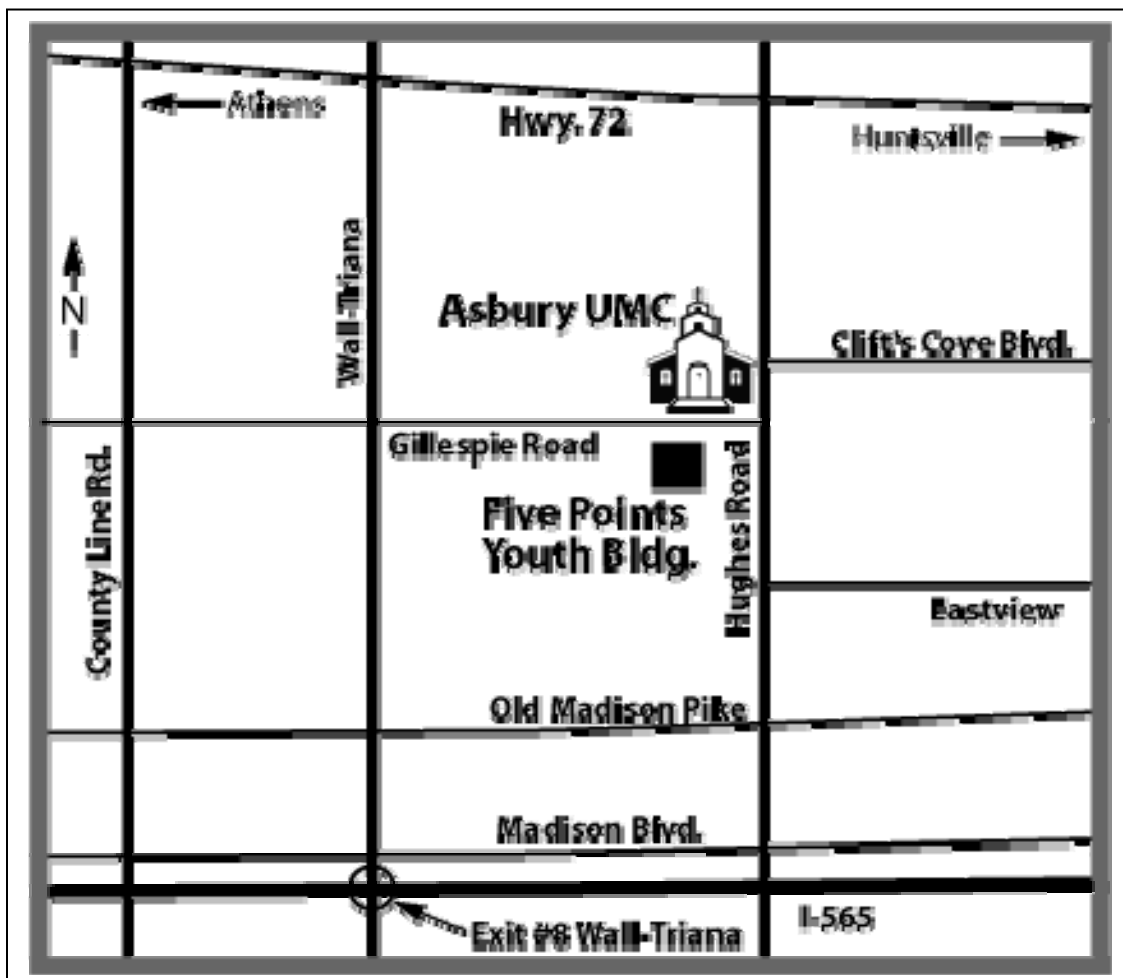 Athens
Hwy. 72
Huntsville
Wall-Triana
N
Asbury UMC
Clift's Cove Blvd.
Gillespie Road
County Line Rd.
Hughes Road
Five Points
Youth Bldg.
Eastview
Old Madison Pike
Madison Blvd.
I-565
Exit #8 Wall-Triana